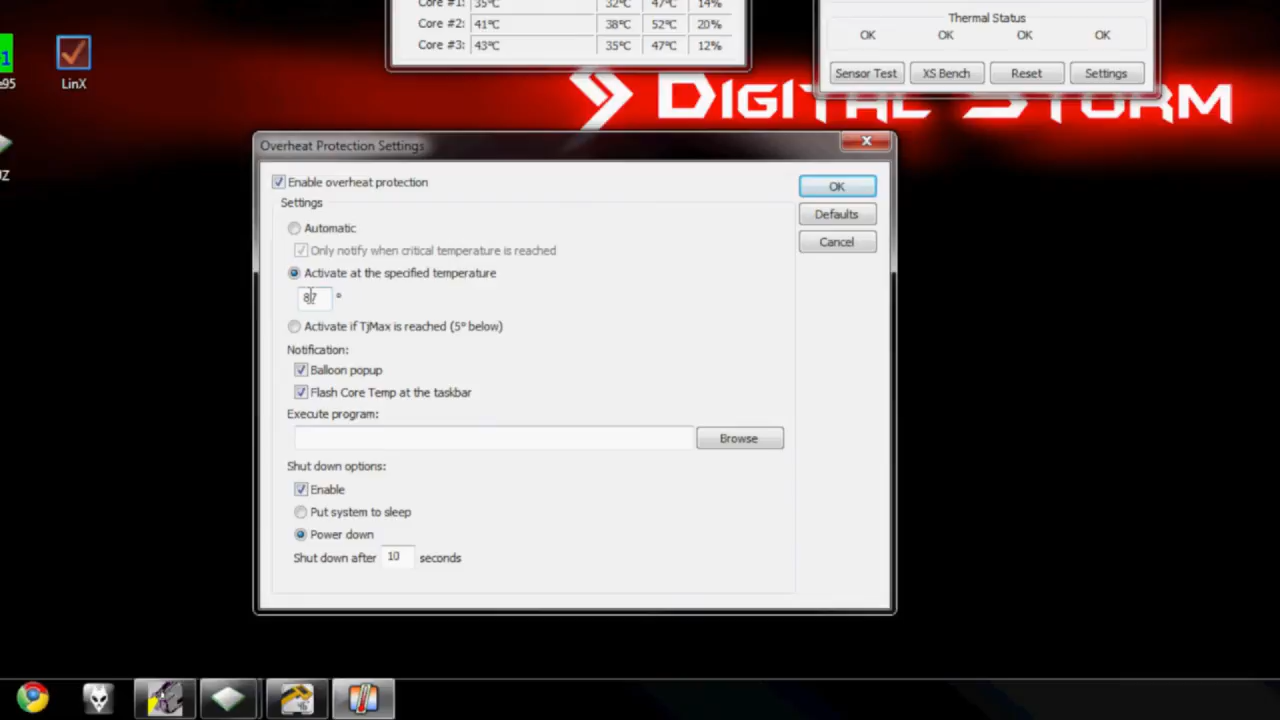 Core #1: 35°C 32°C 47°C 14%
Core #2: 41°C 38°C 52°C 20%
Core #3: 43°C 35°C 47°C 12%
Thermal Status
OK OK OK OK
Sensor Test XS Bench Reset Settings
LinX
DIGITAL STORM
Overheat Protection Settings
Enable overheat protection
OK
Settings
Defaults
Automatic
Cancel
Only notify when critical temperature is reached
Activate at the specified temperature
87 °
Activate if TjMax is reached (5° below)
Notification:
Balloon popup
Flash Core Temp at the taskbar
Execute program:
Browse
Shut down options:
Enable
Put system to sleep
Power down
Shut down after 10 seconds